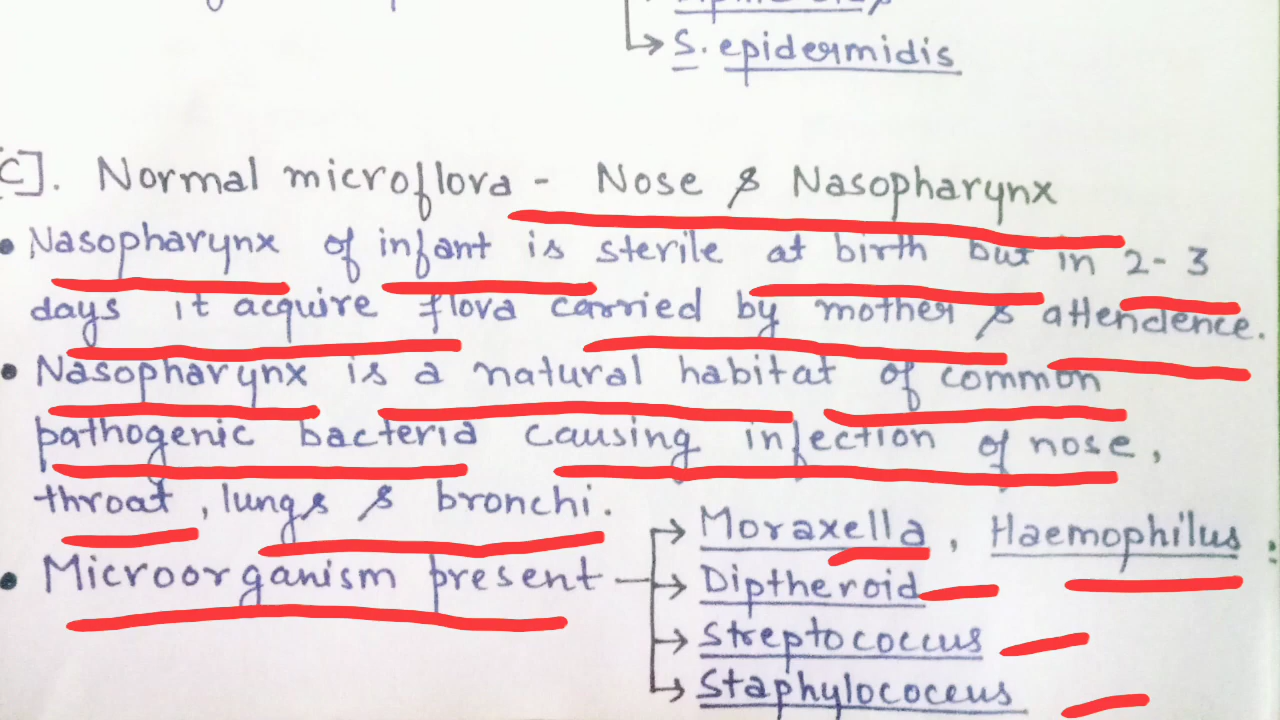 S. epidermidis
[C]. Normal microflora - Nose & Nasopharynx
• Nasopharynx of infant is sterile at birth but in 2-3
days it acquire flora carried by mother & attendence.
• Nasopharynx is a natural habitat of common
pathogenic bacteria causing infection of nose,
throat, lungs & bronchi.
• Microorganism present → Moraxella, Haemophilus.
→ Diptheroid
→ Streptococcus
→ Staphylococcus